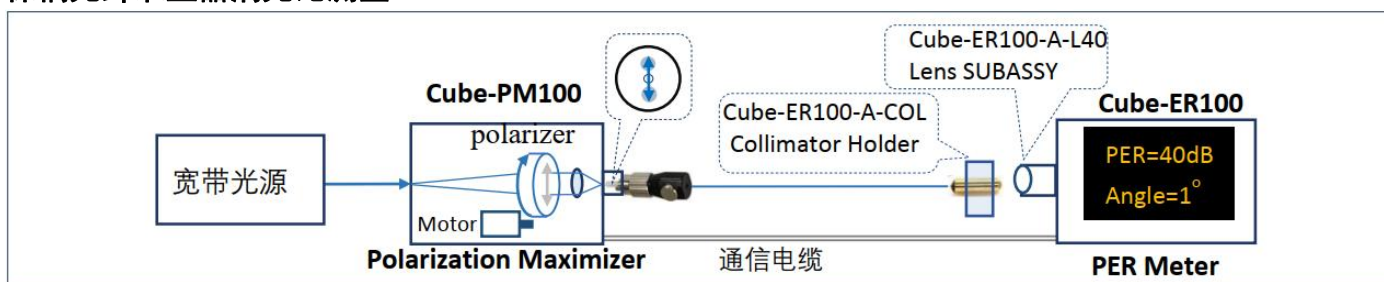 宽带光源
Cube-PM100
polarizer
Motor
Polarization Maximizer
Cube-ER100-A-COL
Collimator Holder
通信电缆
Cube-ER100-A-L40
Lens SUBASSY
Cube-ER100
PER=40dB
Angle=1°
PER Meter